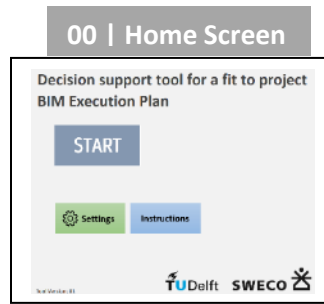 00 | Home Screen
Decision support tool for a fit to project
BIM Execution Plan
START
Settings
Instructions
TUDelft
SWECO